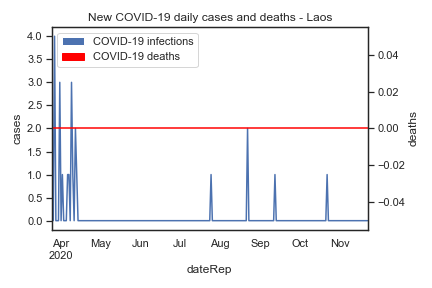 New COVID-19 daily cases and deaths - Laos
COVID-19 infections
COVID-19 deaths
4.0
3.5
3.0
2.5
2.0
1.5
1.0
0.5
0.0
cases
0.04
0.02
0.00
−0.02
−0.04
deaths
Apr May Jun Jul Aug Sep Oct Nov
2020
dateRep